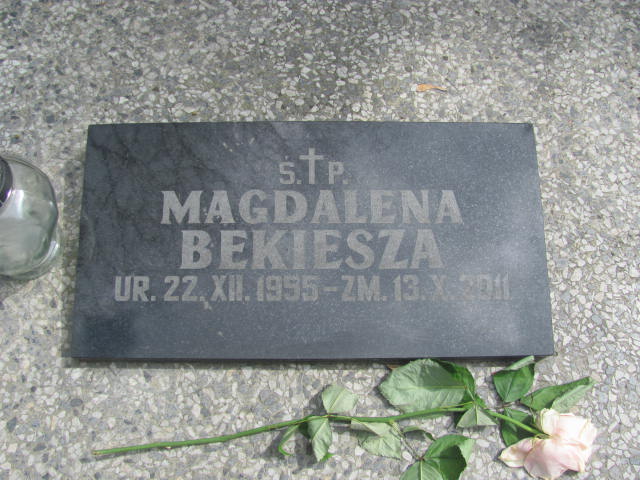 Ś.†P.
MAGDALENA
BEKIESZA
UR. 22. XII. 1955 - ZM. 13. X. 2011